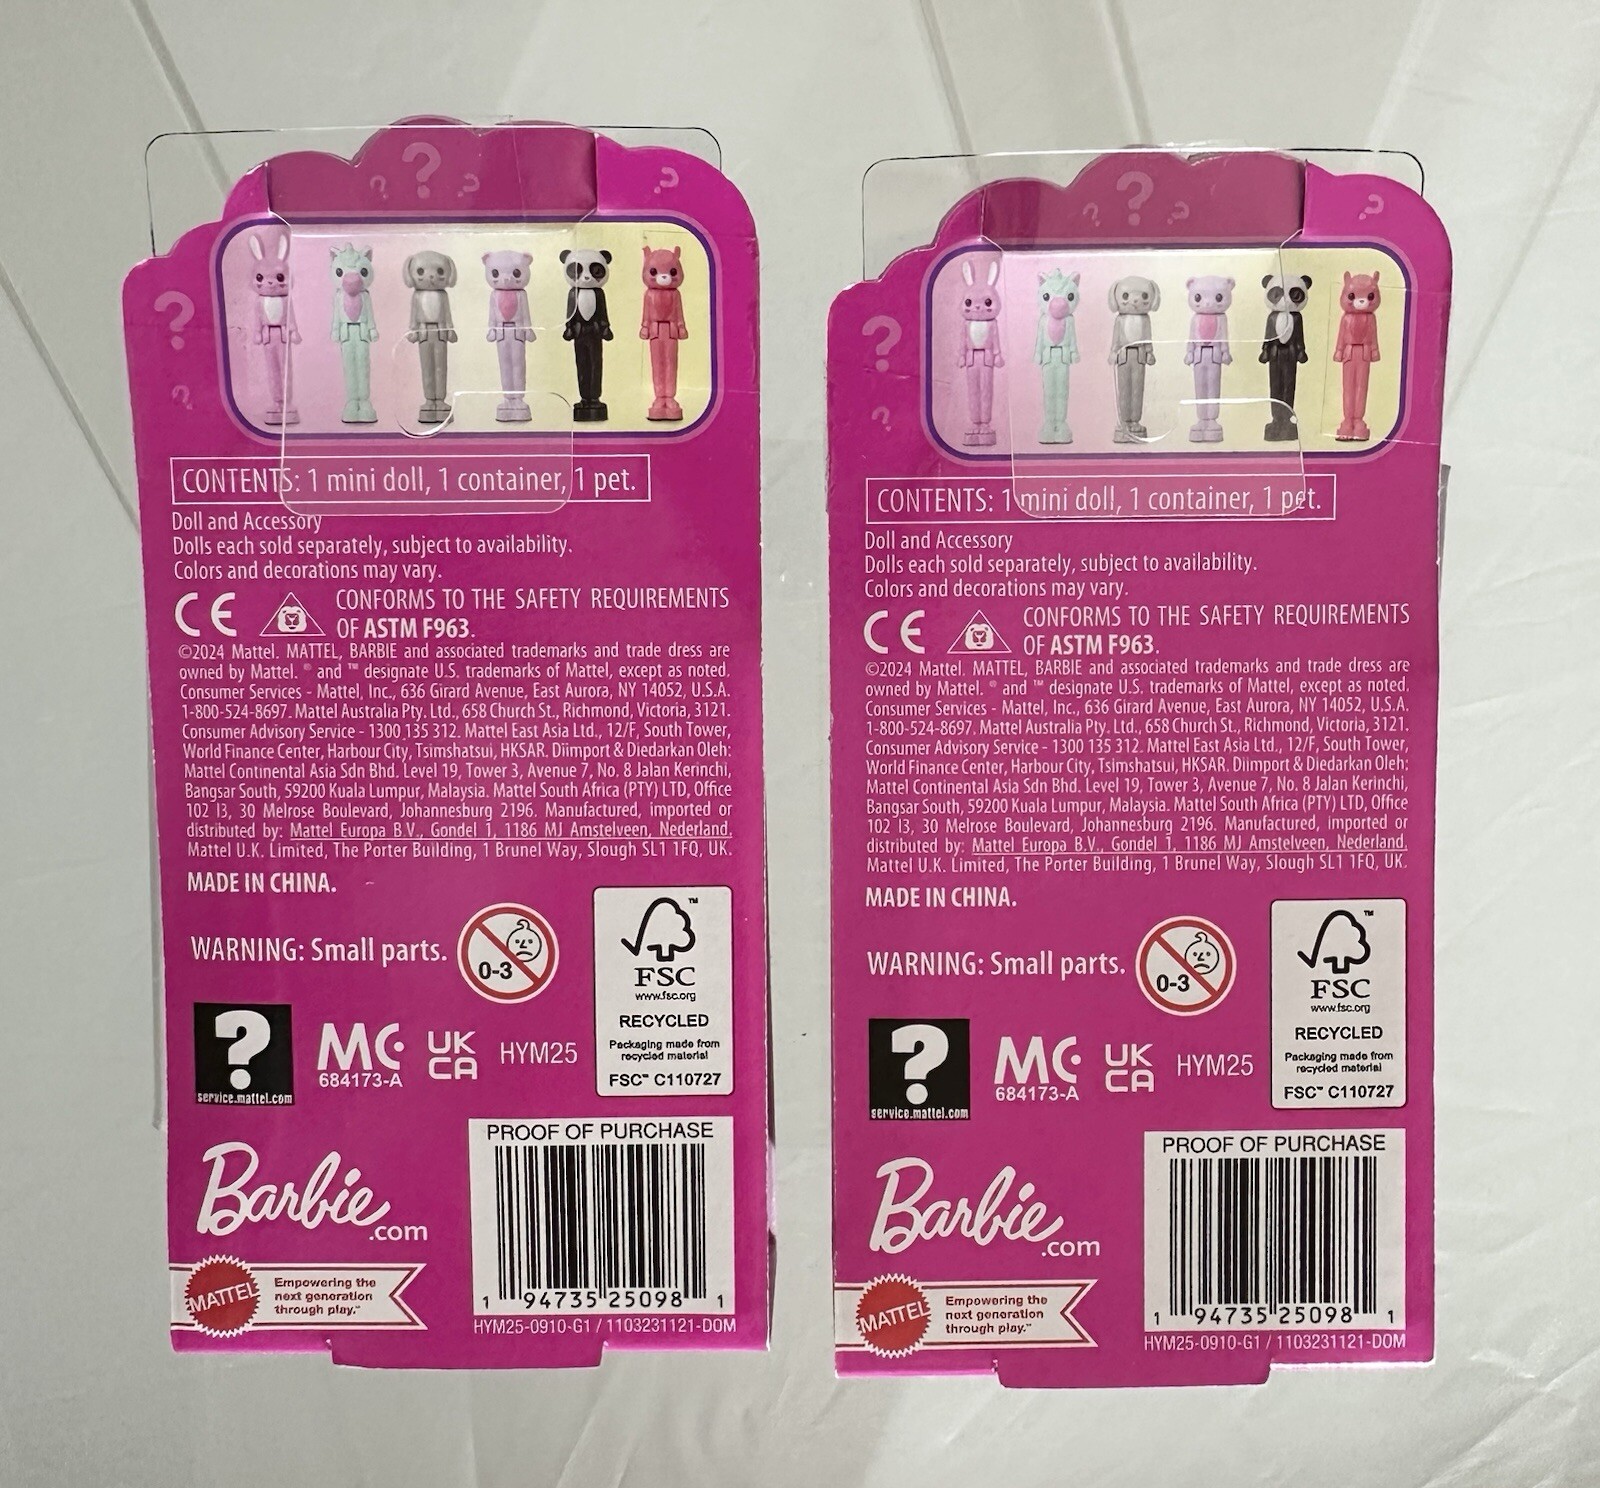 ? ? ?
?
?
?
CONTENTS: 1 mini doll, 1 container, 1 pet.
Doll and Accessory
Dolls each sold separately, subject to availability.
Colors and decorations may vary.
CE CONFORMS TO THE SAFETY REQUIREMENTS
OF ASTM F963.
©2024 Mattel. MATTEL, BARBIE and associated trademarks and trade dress are
owned by Mattel. ® and ™ designate U.S. trademarks of Mattel, except as noted.
Consumer Services - Mattel, Inc., 636 Girard Avenue, East Aurora, NY 14052, U.S.A.
1-800-524-8697. Mattel Australia Pty. Ltd., 658 Church St., Richmond, Victoria, 3121.
Consumer Advisory Service - 1300 135 312. Mattel East Asia Ltd., 12/F, South Tower,
World Finance Center, Harbour City, Tsimshatsui, HKSAR. Diimport & Diedarkan Oleh:
Mattel Continental Asia Sdn Bhd. Level 19, Tower 3, Avenue 7, No. 8 Jalan Kerinchi,
Bangsar South, 59200 Kuala Lumpur, Malaysia. Mattel South Africa (PTY) LTD, Office
102 I3, 30 Melrose Boulevard, Johannesburg 2196. Manufactured, imported or
distributed by: Mattel Europa B.V., Gondel 1, 1186 MJ Amstelveen, Nederland.
Mattel U.K. Limited, The Porter Building, 1 Brunel Way, Slough SL1 1FQ, UK.
MADE IN CHINA.
WARNING: Small parts.
0-3
FSC™
www.fsc.org
RECYCLED
Packaging made from
recycled material
FSC™ C110727
?
service.mattel.com
MC
684173-A
UK
CA
HYM25
PROOF OF PURCHASE
1 94735 25098 1
HYM25-0910-G1 / 1103231121-DOM
Barbie.com
MATTEL
Empowering the
next generation
through play.™
? ? ?
?
?
?
CONTENTS: 1 mini doll, 1 container, 1 pet.
Doll and Accessory
Dolls each sold separately, subject to availability.
Colors and decorations may vary.
CE CONFORMS TO THE SAFETY REQUIREMENTS
OF ASTM F963.
©2024 Mattel. MATTEL, BARBIE and associated trademarks and trade dress are
owned by Mattel. ® and ™ designate U.S. trademarks of Mattel, except as noted.
Consumer Services - Mattel, Inc., 636 Girard Avenue, East Aurora, NY 14052, U.S.A.
1-800-524-8697. Mattel Australia Pty. Ltd., 658 Church St., Richmond, Victoria, 3121.
Consumer Advisory Service - 1300 135 312. Mattel East Asia Ltd., 12/F, South Tower,
World Finance Center, Harbour City, Tsimshatsui, HKSAR. Diimport & Diedarkan Oleh:
Mattel Continental Asia Sdn Bhd. Level 19, Tower 3, Avenue 7, No. 8 Jalan Kerinchi,
Bangsar South, 59200 Kuala Lumpur, Malaysia. Mattel South Africa (PTY) LTD, Office
102 I3, 30 Melrose Boulevard, Johannesburg 2196. Manufactured, imported or
distributed by: Mattel Europa B.V., Gondel 1, 1186 MJ Amstelveen, Nederland.
Mattel U.K. Limited, The Porter Building, 1 Brunel Way, Slough SL1 1FQ, UK.
MADE IN CHINA.
WARNING: Small parts.
0-3
FSC™
www.fsc.org
RECYCLED
Packaging made from
recycled material
FSC™ C110727
?
service.mattel.com
MC
684173-A
UK
CA
HYM25
PROOF OF PURCHASE
1 94735 25098 1
HYM25-0910-G1 / 1103231121-DOM
Barbie.com
MATTEL
Empowering the
next generation
through play.™